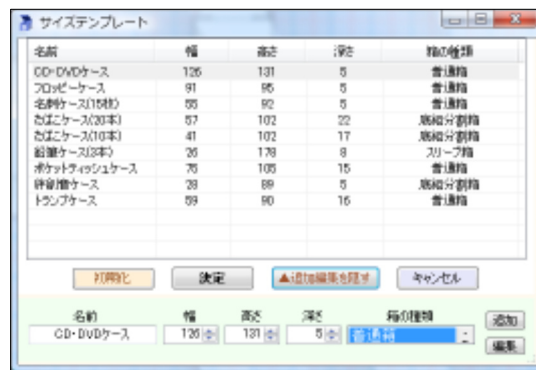 サイズテンプレート
名前 幅 高さ 深さ 箱の種類
CD・DVDケース 126 131 5 普通箱
フロッピーケース 91 95 5 普通箱
名刺ケース(15枚) 55 92 5 普通箱
たばこケース(20本) 57 102 22 底組分割箱
たばこケース(10本) 41 102 17 底組分割箱
鉛筆ケース(3本) 26 178 8 スリーブ箱
ポケットティッシュケース 75 105 15 普通箱
絆創膏ケース 28 89 5 底組分割箱
トランプケース 59 90 16 普通箱
初期化 決定 ▲追加編集を隠す キャンセル
名前 幅 高さ 深さ 箱の種類
CD・DVDケース 126 131 5 普通箱 追加
編集